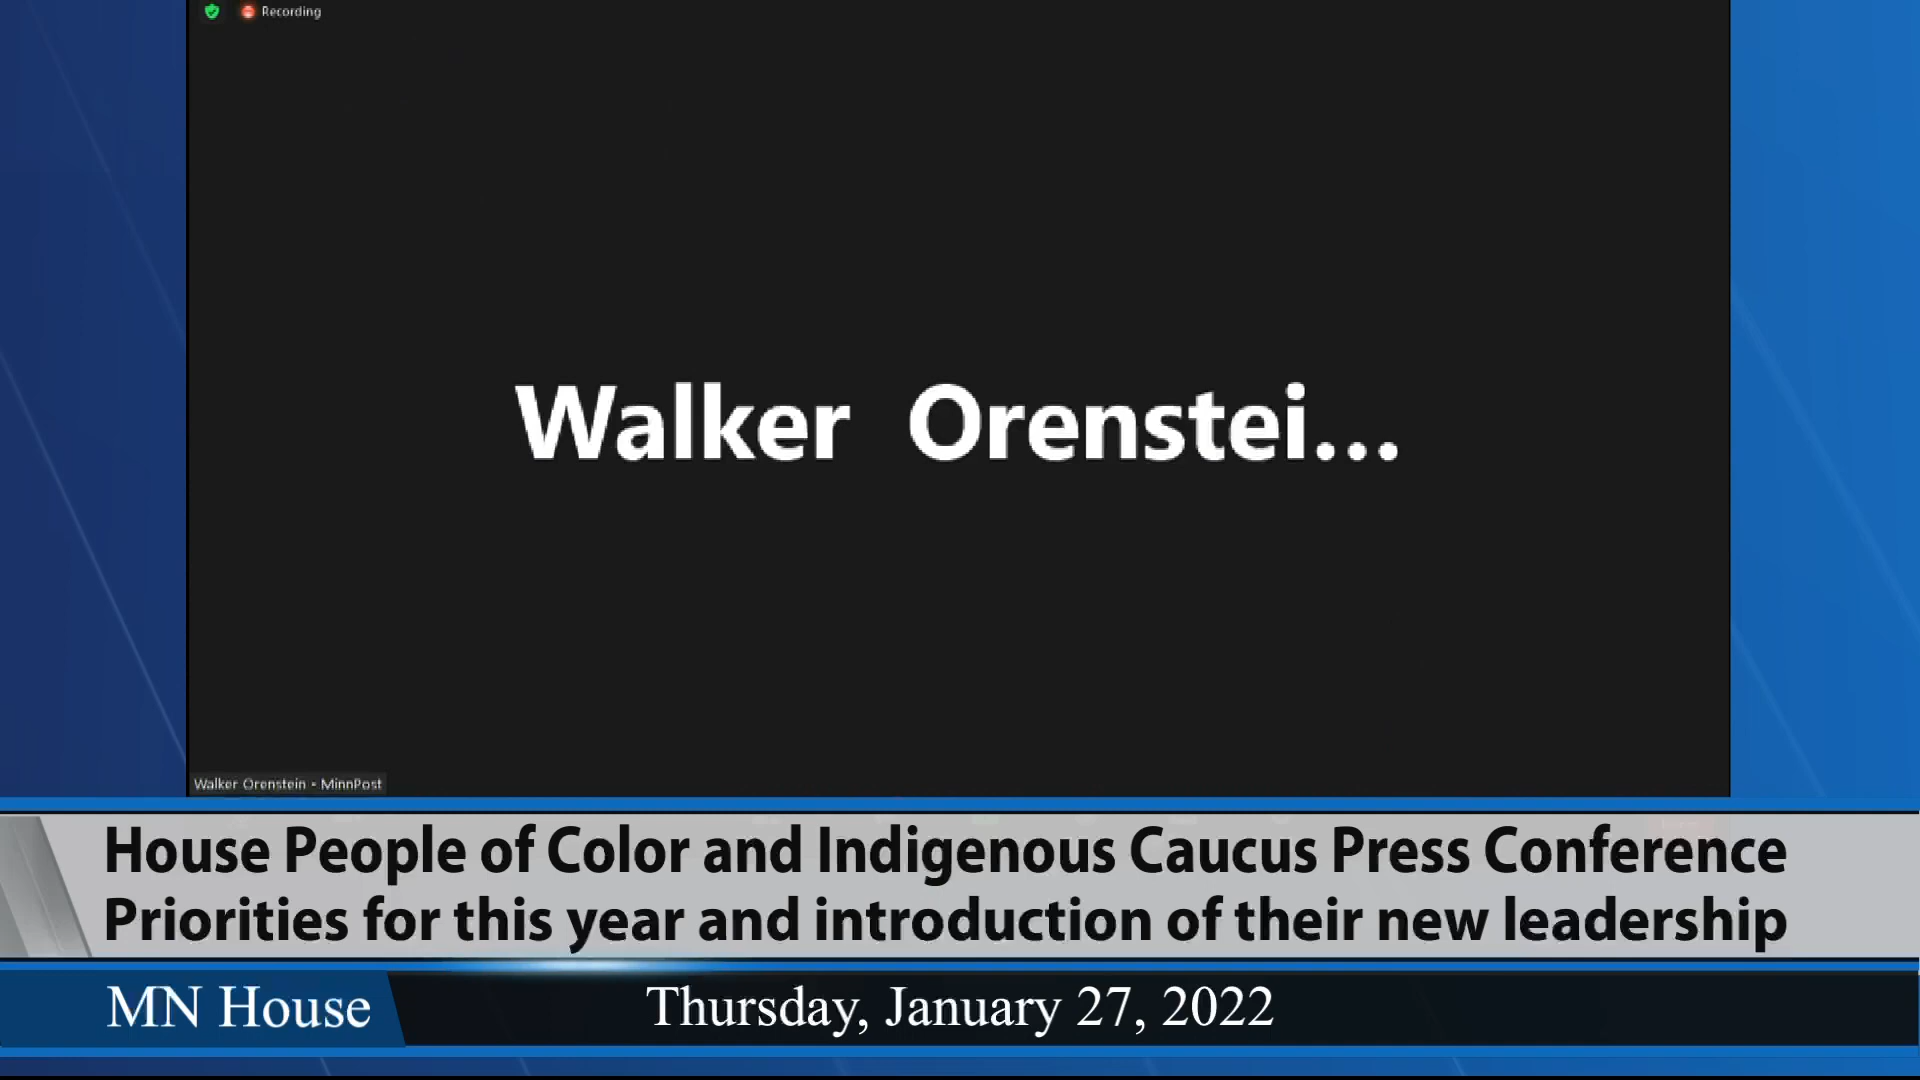 Recording
Walker Orenstei...
Walker Orenstein - MinnPost
House People of Color and Indigenous Caucus Press Conference
Priorities for this year and introduction of their new leadership
MN House
Thursday, January 27, 2022